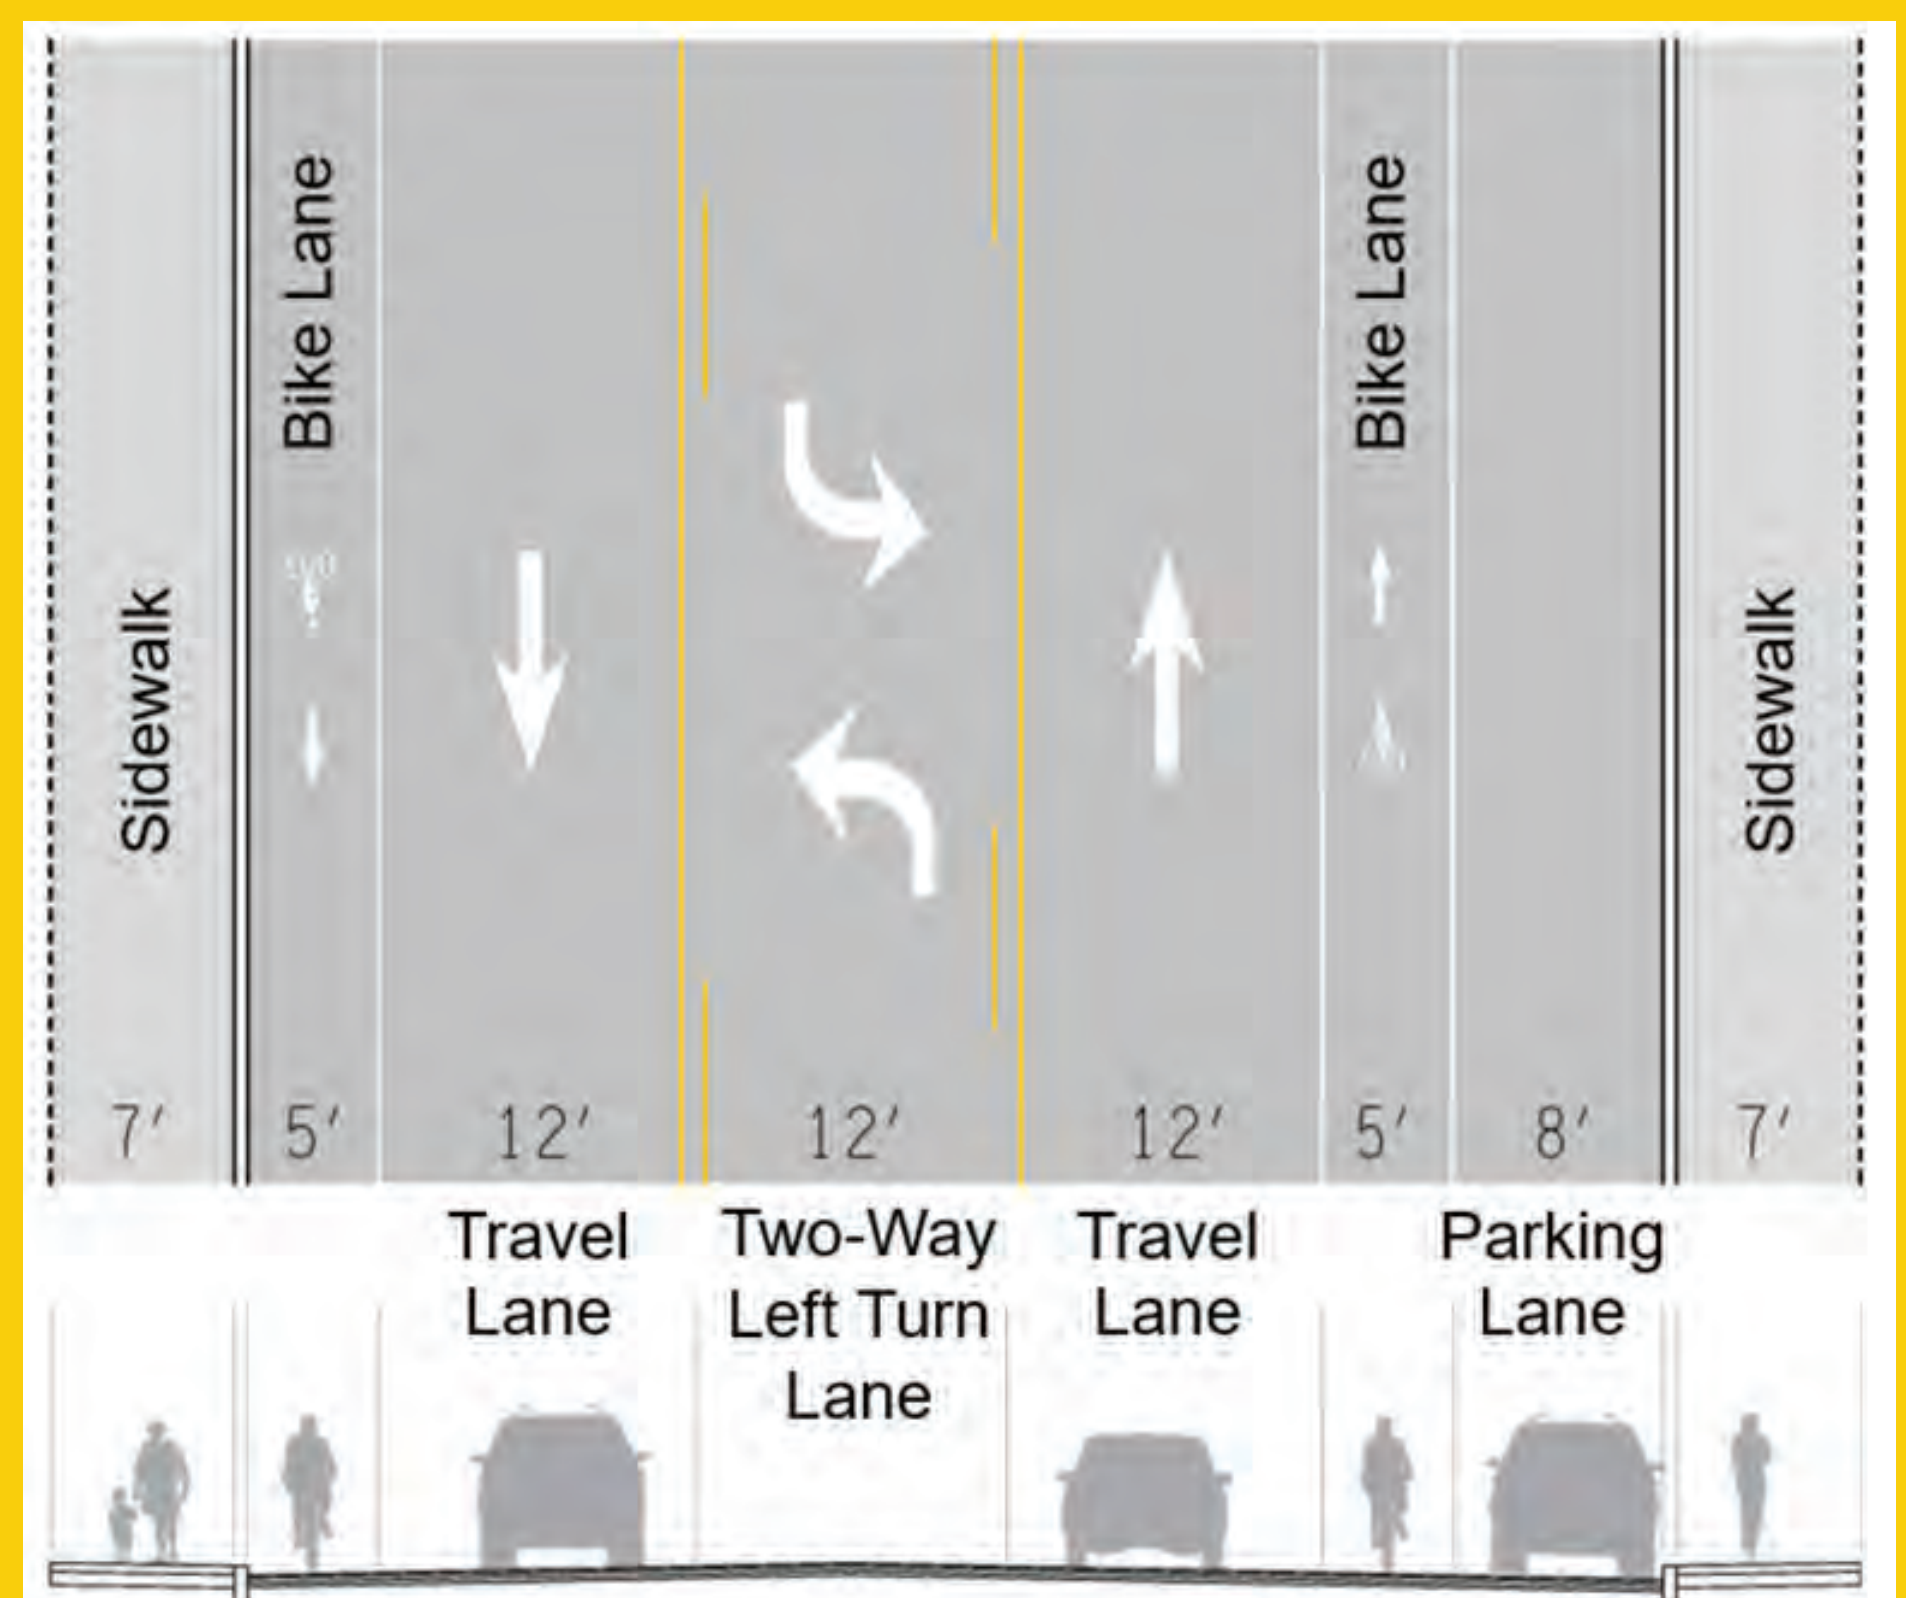 Bike Lane
Bike Lane
Sidewalk
Sidewalk
7'
5'
12'
12'
12'
5'
8'
7'
Travel
Lane
Two-Way
Left Turn
Lane
Travel
Lane
Parking
Lane